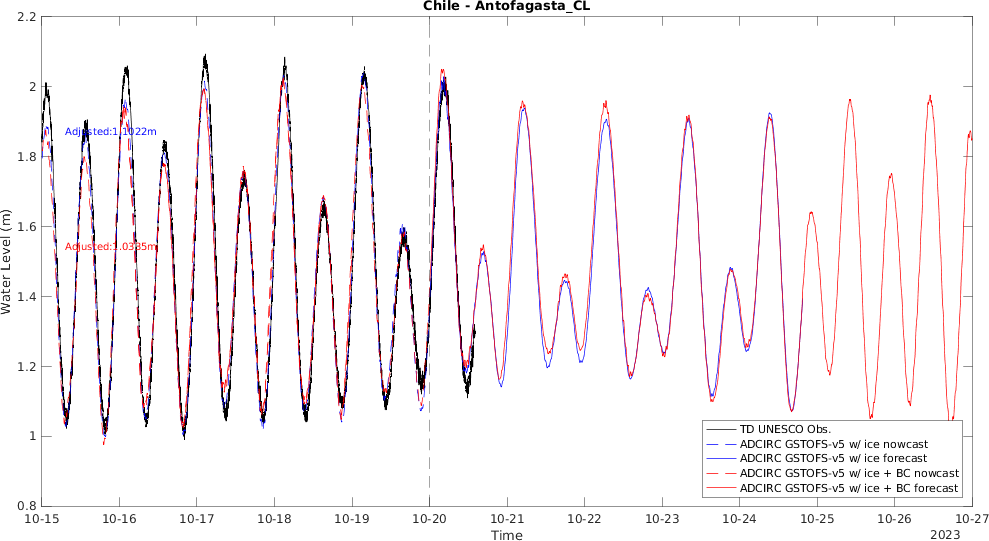 Chile - Antofagasta_CL
2.2
2
1.8
1.6
1.4
1.2
1
0.8
Water Level (m)
Adjusted:1.1022m
Adjusted:1.0385m
TD UNESCO Obs.
ADCIRC GSTOFS-v5 w/ ice nowcast
ADCIRC GSTOFS-v5 w/ ice forecast
ADCIRC GSTOFS-v5 w/ ice + BC nowcast
ADCIRC GSTOFS-v5 w/ ice + BC forecast
10-15 10-16 10-17 10-18 10-19 10-20 10-21 10-22 10-23 10-24 10-25 10-26 10-27
Time
2023